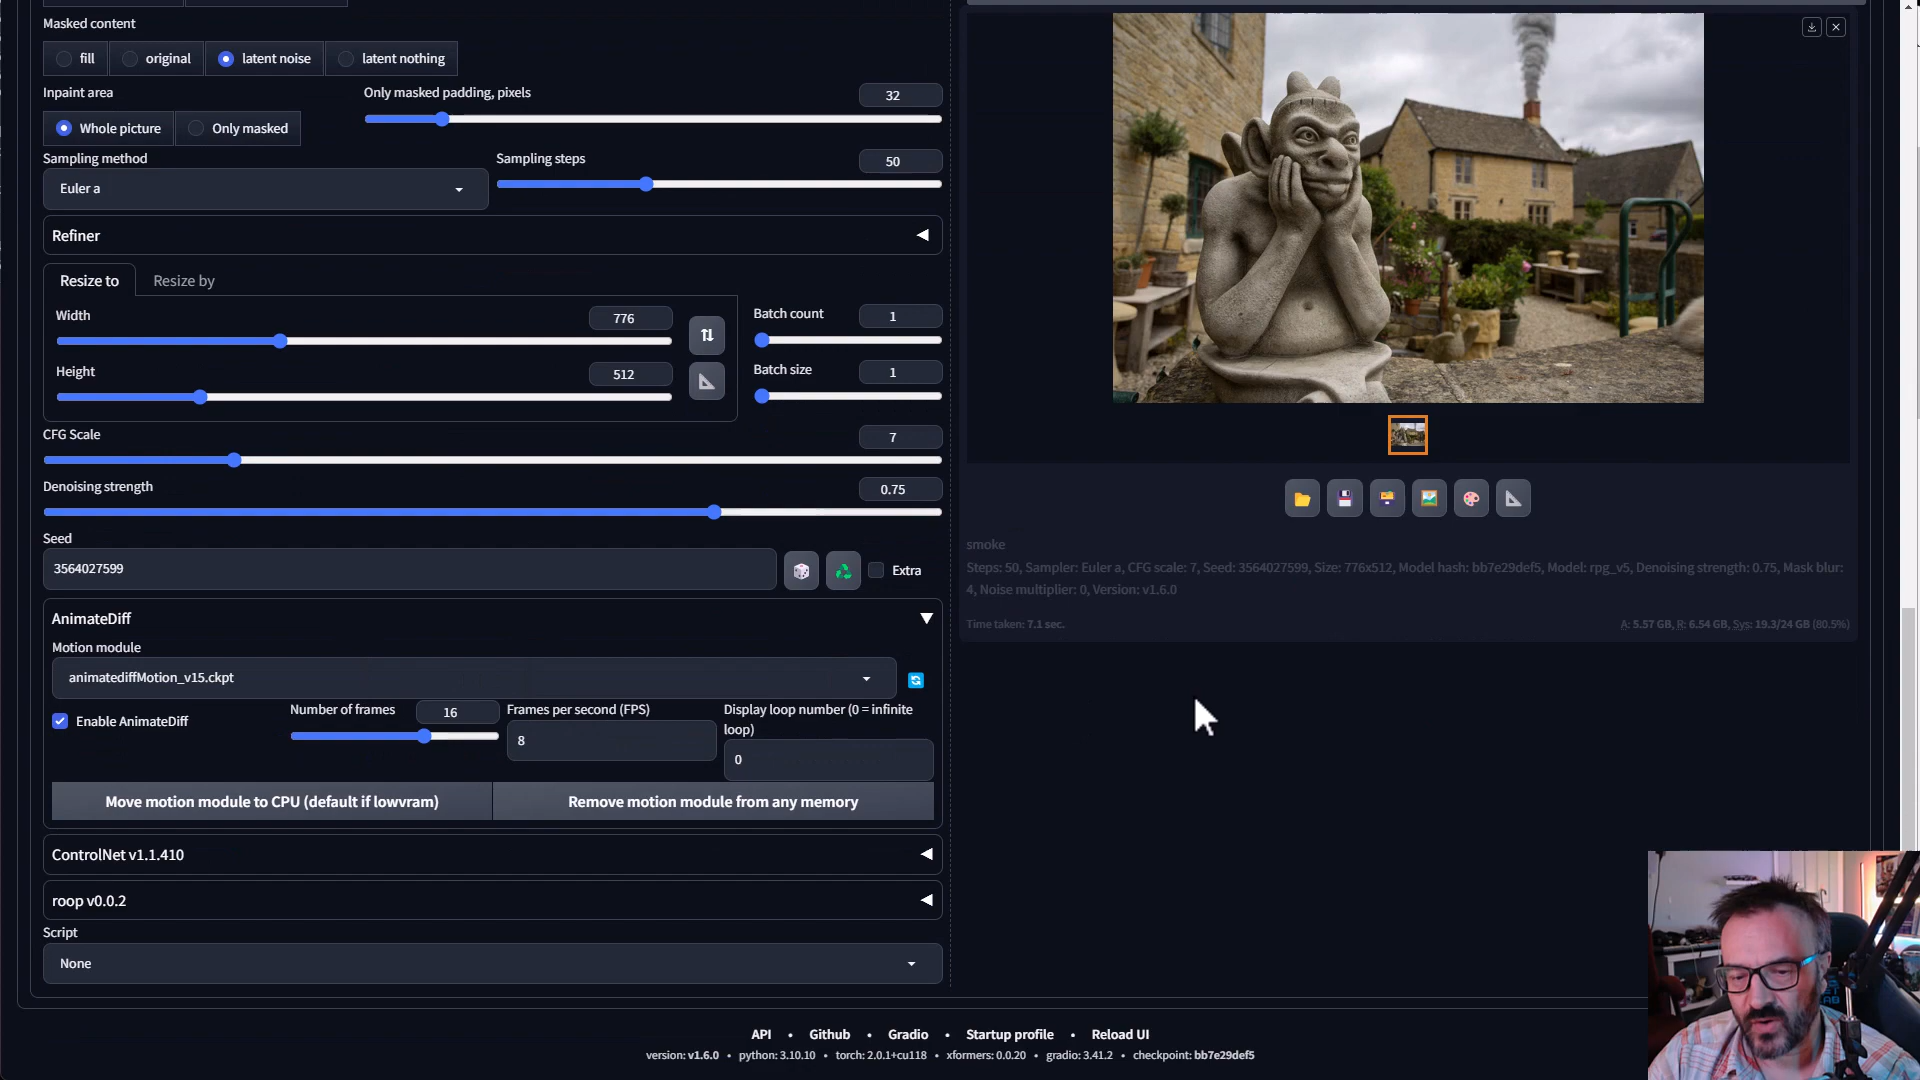 Masked content
fill original latent noise latent nothing
Inpaint area
Only masked padding, pixels
32
Whole picture Only masked
Sampling method
Euler a
Sampling steps
50
Refiner
Resize to Resize by
Width
776
Height
512
Batch count
1
Batch size
1
CFG Scale
7
Denoising strength
0.75
Seed
3564027599
Extra
AnimateDiff
Motion module
animatediffMotion_v15.ckpt
Enable AnimateDiff
Number of frames
16
Frames per second (FPS)
8
Display loop number (0 = infinite
loop)
0
Move motion module to CPU (default if lowvram)
Remove motion module from any memory
ControlNet v1.1.410
roop v0.0.2
Script
None
smoke
Steps: 50, Sampler: Euler a, CFG scale: 7, Seed: 3564027599, Size: 776x512, Model hash: bb7e29def5, Model: rpg_v5, Denoising strength: 0.75, Mask blur:
4, Noise multiplier: 0, Version: v1.6.0
Time taken: 7.1 sec.
A: 5.57 GB, R: 6.54 GB, Sys: 19.3/24 GB (80.5%)
API • Github • Gradio • Startup profile • Reload UI
version: v1.6.0 • python: 3.10.10 • torch: 2.0.1+cu118 • xformers: 0.0.20 • gradio: 3.41.2 • checkpoint: bb7e29def5